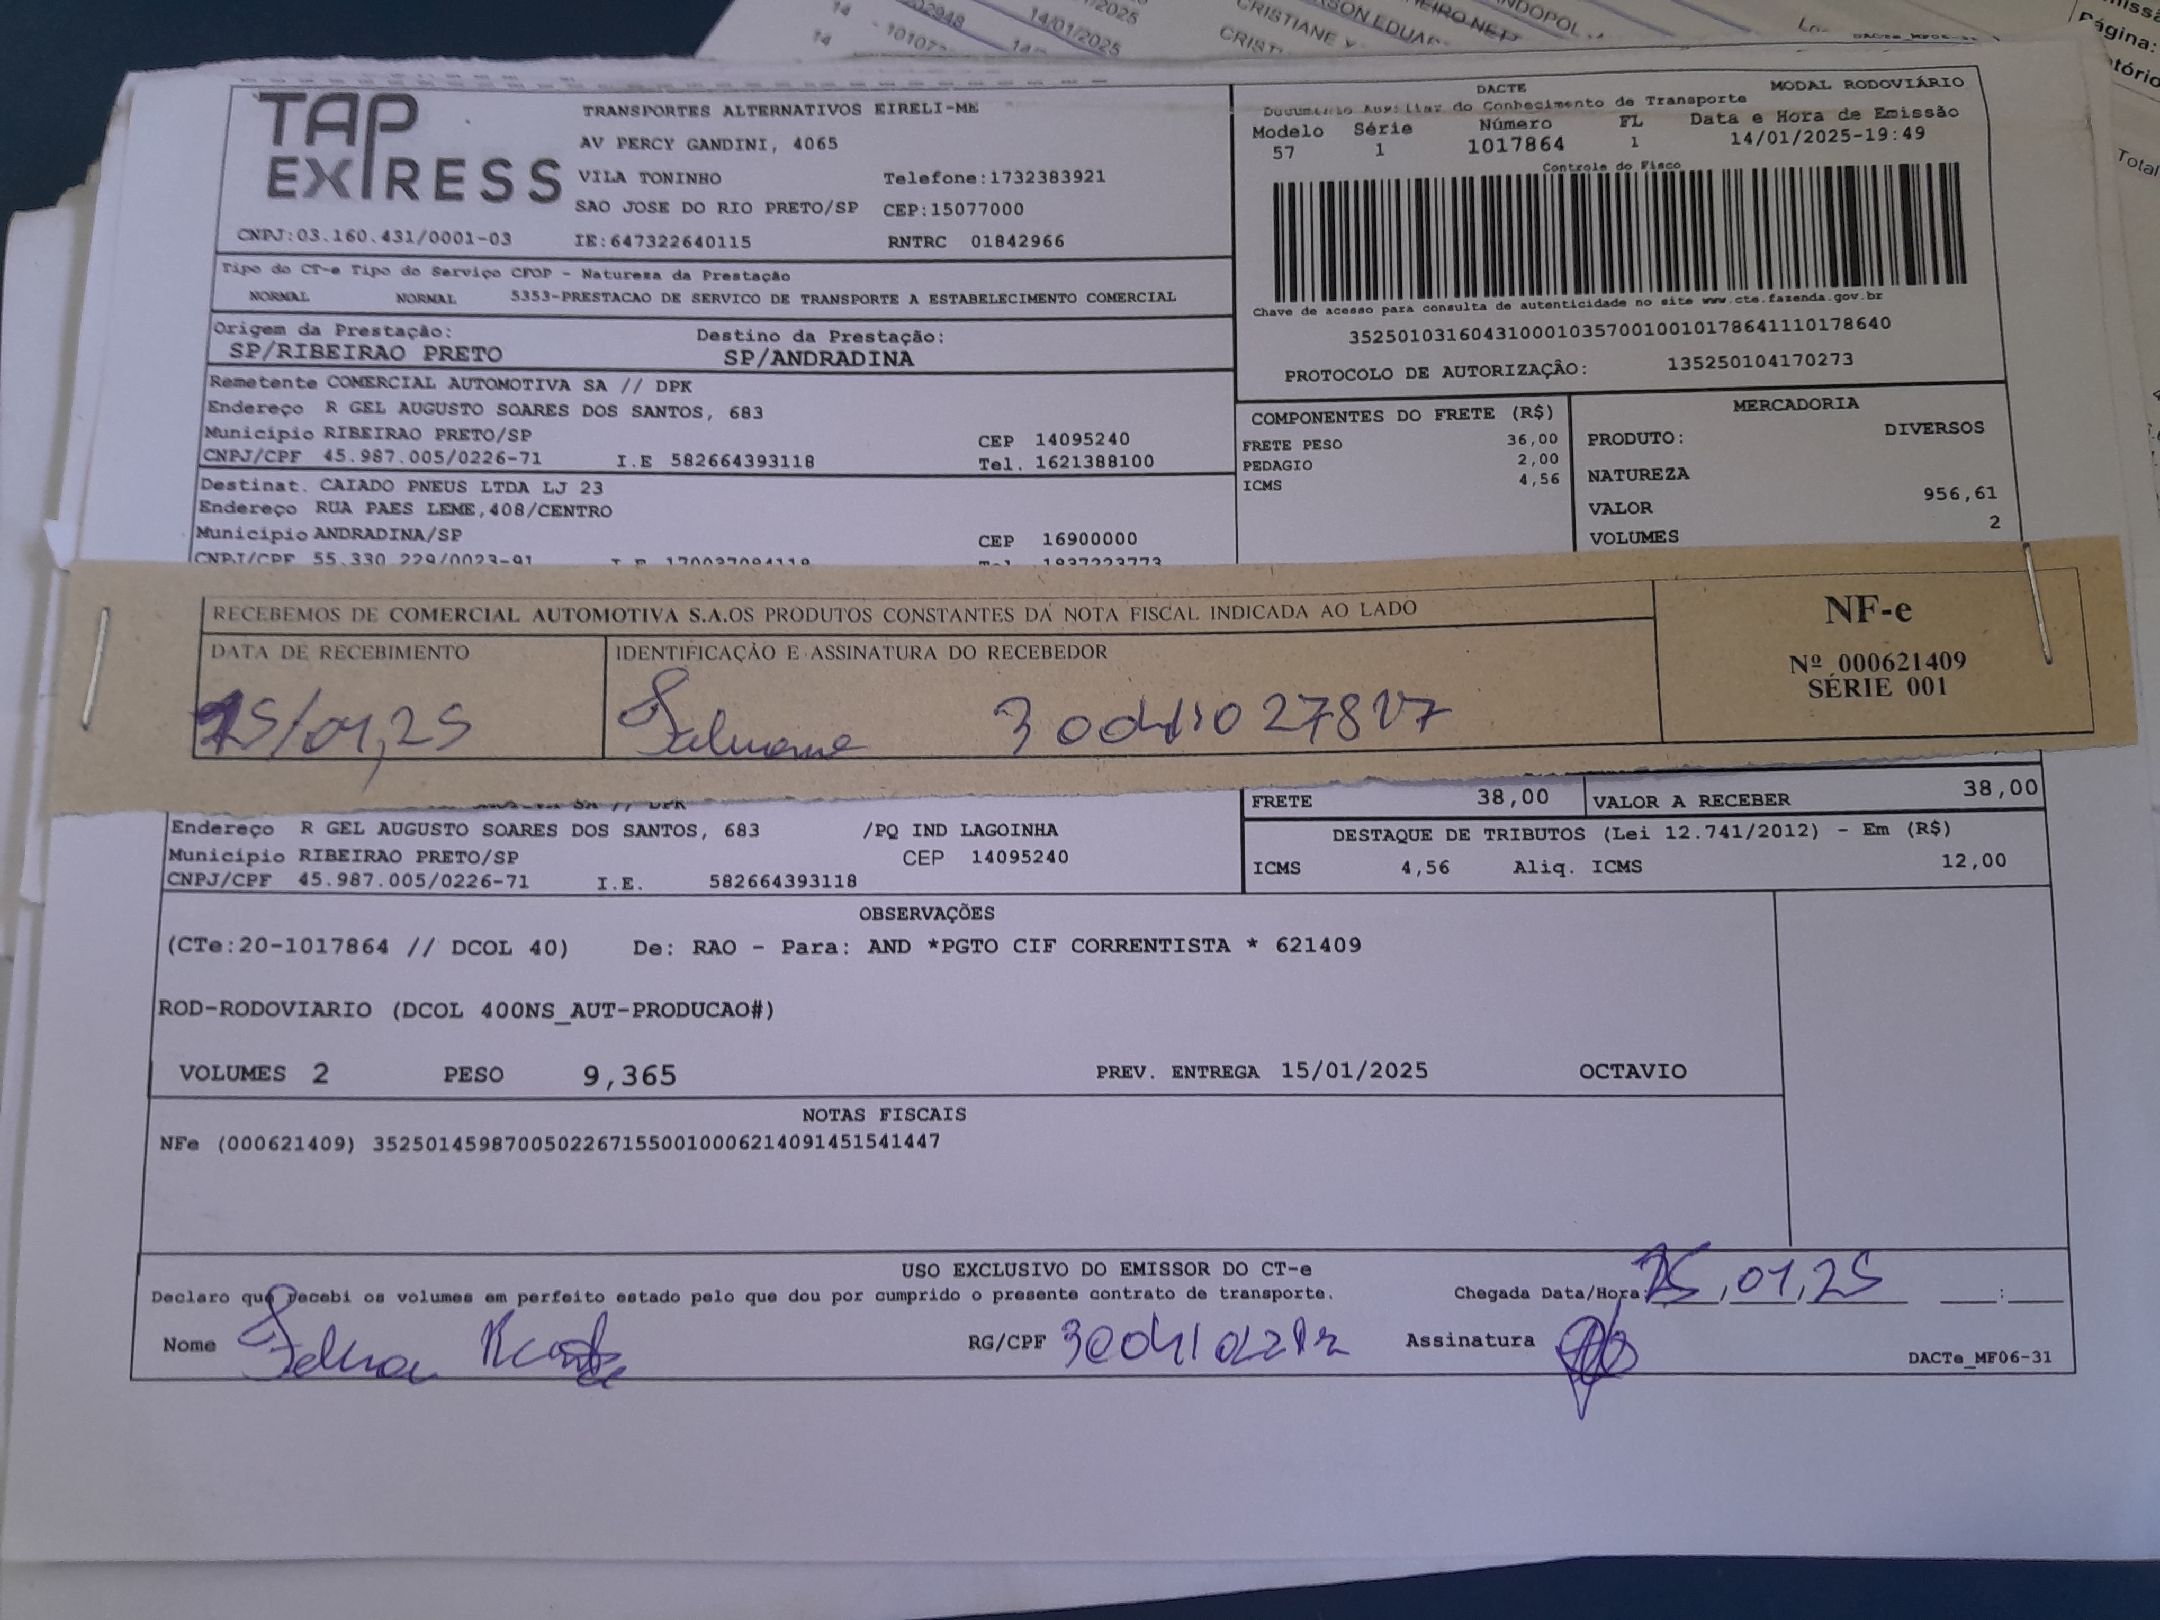 TAP EXPRESS
TRANSPORTES ALTERNATIVOS EIRELI-ME
AV PERCY GANDINI, 4065
VILA TONINHO Telefone:1732383921
SAO JOSE DO RIO PRETO/SP CEP:15077000
CNPJ:03.160.431/0001-03 IE:647322640115 RNTRC 01842966
DACTE MODAL RODOVIÁRIO
Documento Auxiliar do Conhecimento de Transporte
Modelo Série Número FL Data e Hora de Emissão
57 1 1017864 1 14/01/2025-19:49
Controle do Fisco
Chave de acesso para consulta de autenticidade no site www.cte.fazenda.gov.br
35250103160431000103570010010178641110178640
PROTOCOLO DE AUTORIZAÇÃO: 135250104170273
Tipo do CT-e Tipo do Serviço CFOP - Natureza da Prestação
NORMAL NORMAL 5353-PRESTACAO DE SERVICO DE TRANSPORTE A ESTABELECIMENTO COMERCIAL
Origem da Prestação: Destino da Prestação:
SP/RIBEIRAO PRETO SP/ANDRADINA
Remetente COMERCIAL AUTOMOTIVA SA // DPK
Endereço R GEL AUGUSTO SOARES DOS SANTOS, 683
Município RIBEIRAO PRETO/SP CEP 14095240
CNPJ/CPF 45.987.005/0226-71 I.E 582664393118 Tel. 1621388100
Destinat. CAIADO PNEUS LTDA LJ 23
Endereço RUA PAES LEME,408/CENTRO
Município ANDRADINA/SP CEP 16900000
CNPJ/CPF 55.330.229/0023-91
COMPONENTES DO FRETE (R$)
FRETE PESO 36,00
PEDAGIO 2,00
ICMS 4,56
MERCADORIA
PRODUTO: DIVERSOS
NATUREZA
VALOR 956,61
VOLUMES 2
RECEBEMOS DE COMERCIAL AUTOMOTIVA S.A.OS PRODUTOS CONSTANTES DA NOTA FISCAL INDICADA AO LADO
DATA DE RECEBIMENTO IDENTIFICAÇÃO E ASSINATURA DO RECEBEDOR
15/01,25
NF-e
Nº 000621409
SÉRIE 001
SA // DPK
Endereço R GEL AUGUSTO SOARES DOS SANTOS, 683 /PQ IND LAGOINHA
Município RIBEIRAO PRETO/SP CEP 14095240
CNPJ/CPF 45.987.005/0226-71 I.E. 582664393118
FRETE 38,00 VALOR A RECEBER 38,00
DESTAQUE DE TRIBUTOS (Lei 12.741/2012) - Em (R$)
ICMS 4,56 Aliq. ICMS 12,00
OBSERVAÇÕES
(CTe:20-1017864 // DCOL 40) De: RAO - Para: AND *PGTO CIF CORRENTISTA * 621409
ROD-RODOVIARIO (DCOL 400NS_AUT-PRODUCAO#)
VOLUMES 2 PESO 9,365 PREV. ENTREGA 15/01/2025 OCTAVIO
NOTAS FISCAIS
NFe (000621409) 35250145987005022671550010006214091451541447
USO EXCLUSIVO DO EMISSOR DO CT-e
Declaro que recebi os volumes em perfeito estado pelo que dou por cumprido o presente contrato de transporte. Chegada Data/Hora: 15,01,25 :
Nome RG/CPF Assinatura
DACTe_MF06-31